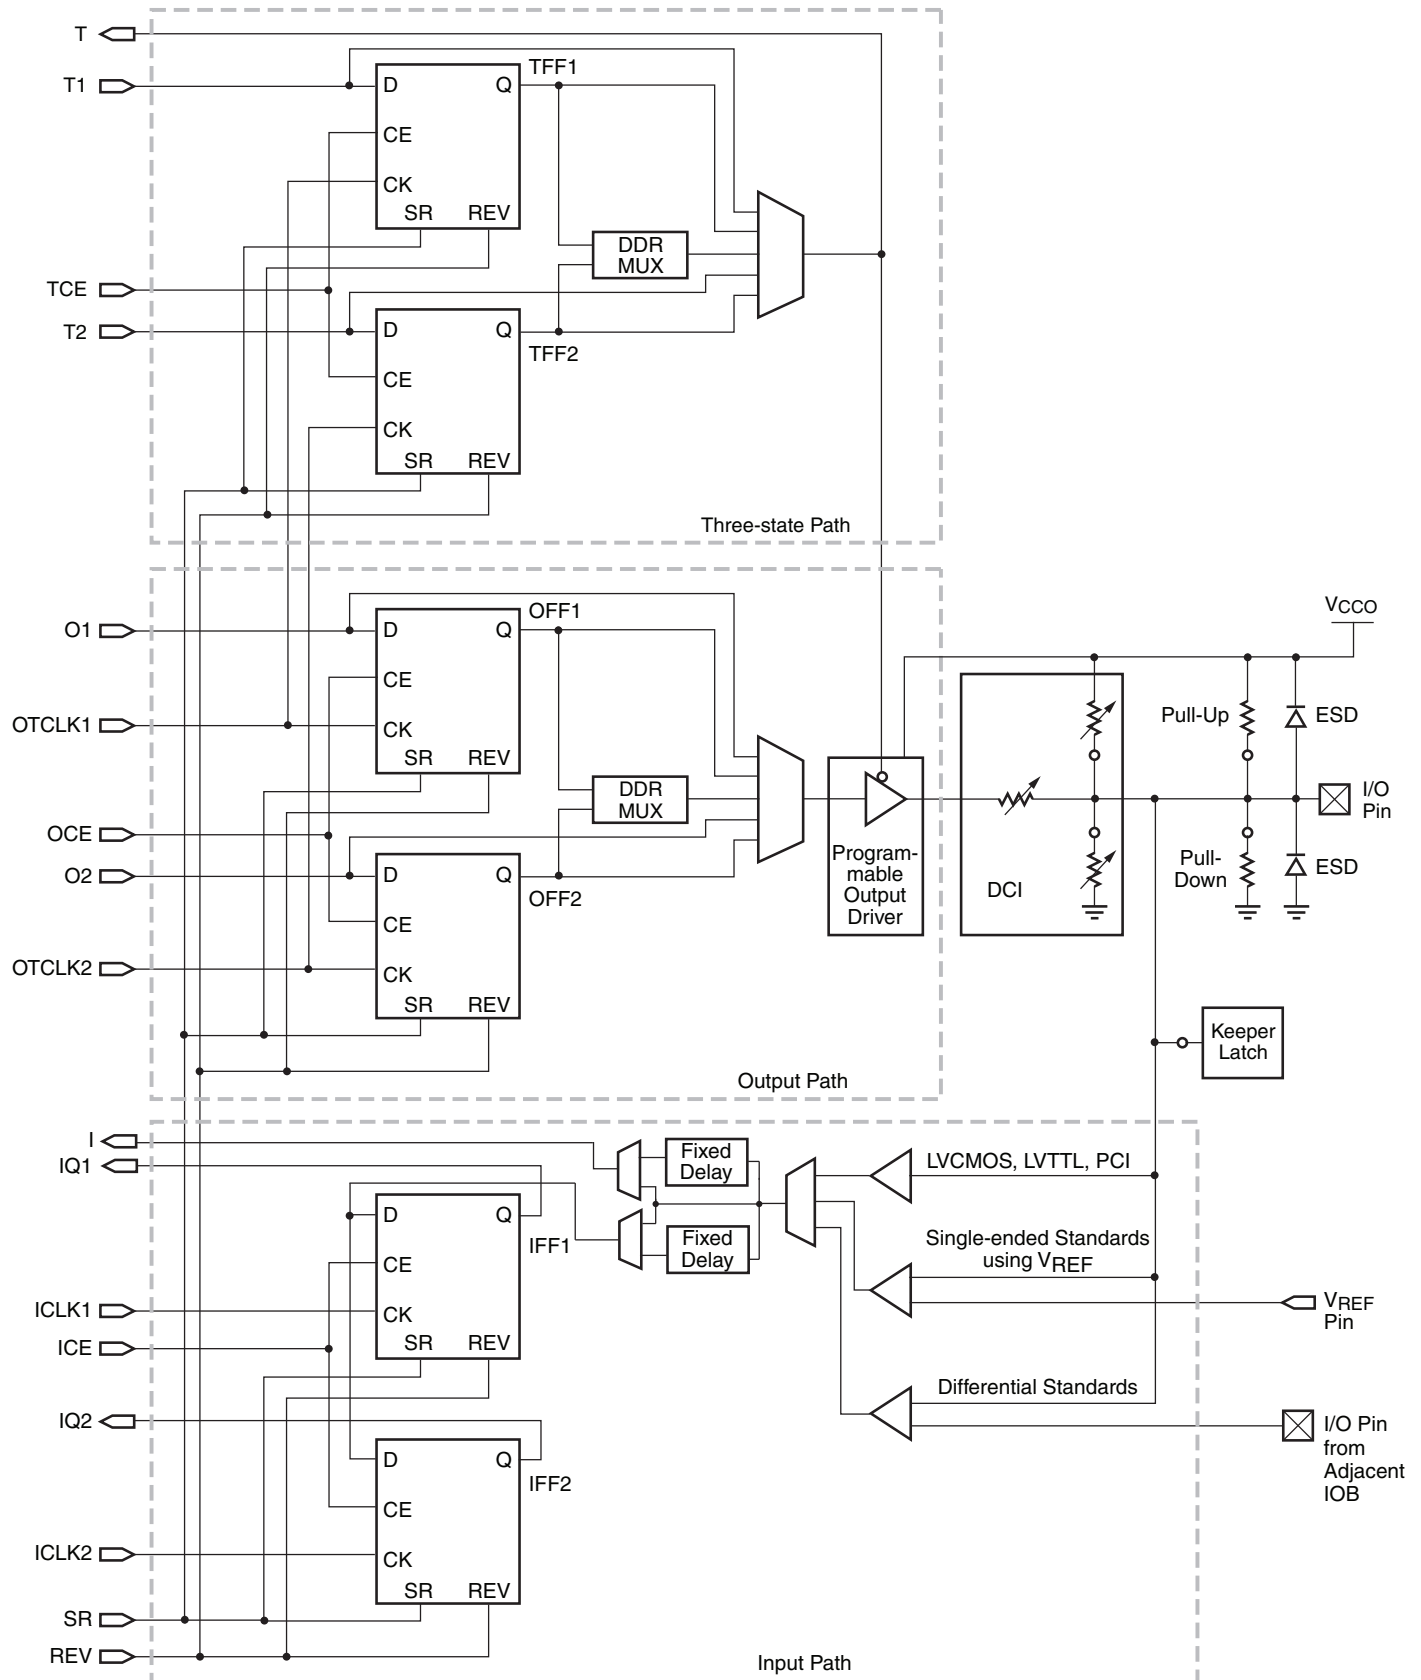 T
T1
D
Q
TFF1
CE
CK
SR
REV
DDR
MUX
TCE
T2
D
Q
TFF2
CE
CK
SR
REV
Three-state Path
O1
D
Q
OFF1
CE
OTCLK1
CK
SR
REV
DDR
MUX
OCE
O2
D
Q
OFF2
CE
OTCLK2
CK
SR
REV
Program-
mable
Output
Driver
DCI
VCCO
Pull-Up
ESD
I/O
Pin
Pull-
Down
ESD
Keeper
Latch
Output Path
I
IQ1
Fixed
Delay
LVCMOS, LVTTL, PCI
D
Q
IFF1
Fixed
Delay
Single-ended Standards
using VREF
CE
ICLK1
CK
VREF
Pin
ICE
SR
REV
Differential Standards
IQ2
I/O Pin
from
Adjacent
IOB
D
Q
IFF2
CE
ICLK2
CK
SR
REV
SR
REV
Input Path